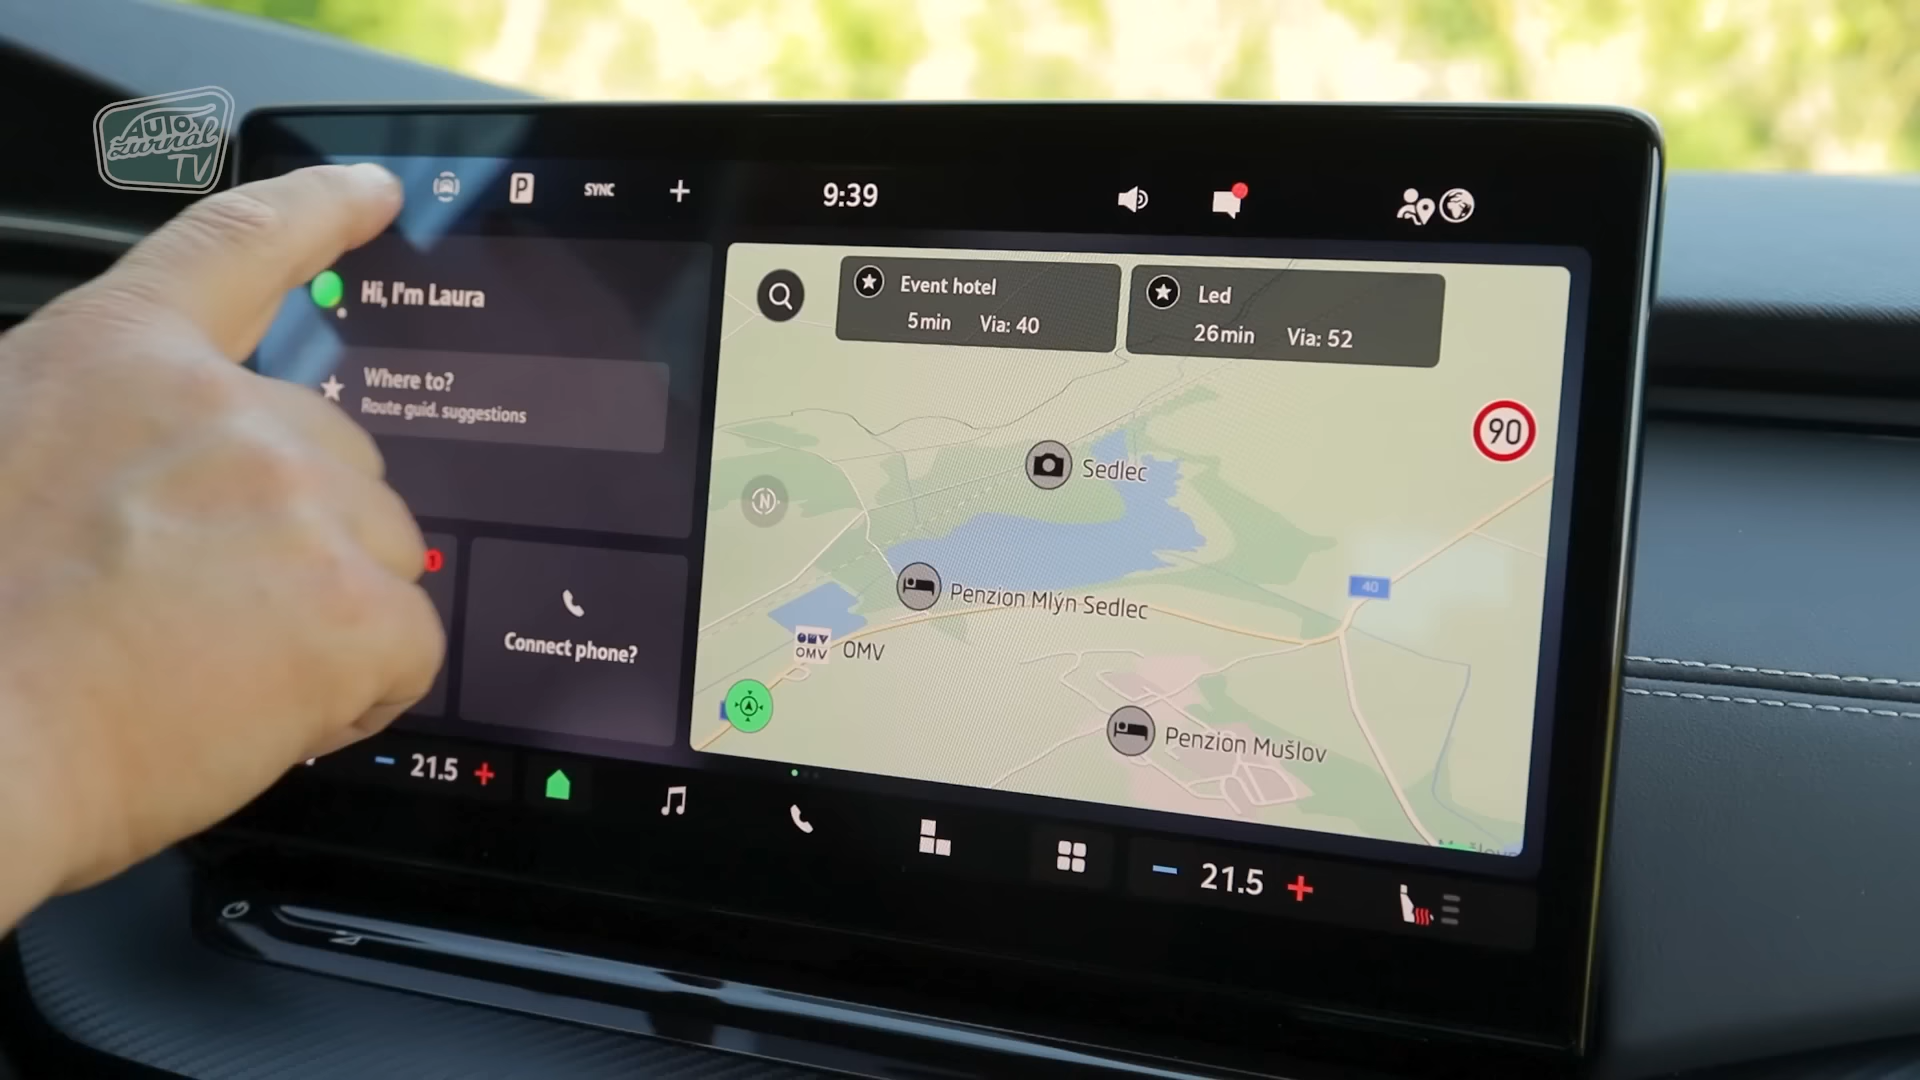 AUTO
žurnál
TV
P
SYNC
+
9:39
Hi, I'm Laura
Where to?
Route guid. suggestions
1
Connect phone?
Event hotel
5min Via: 40
Led
26min Via: 52
90
Sedlec
N
40
Penzion Mlýn Sedlec
OMV
OMV
Penzion Mušlov
− 21.5 +
− 21.5 +